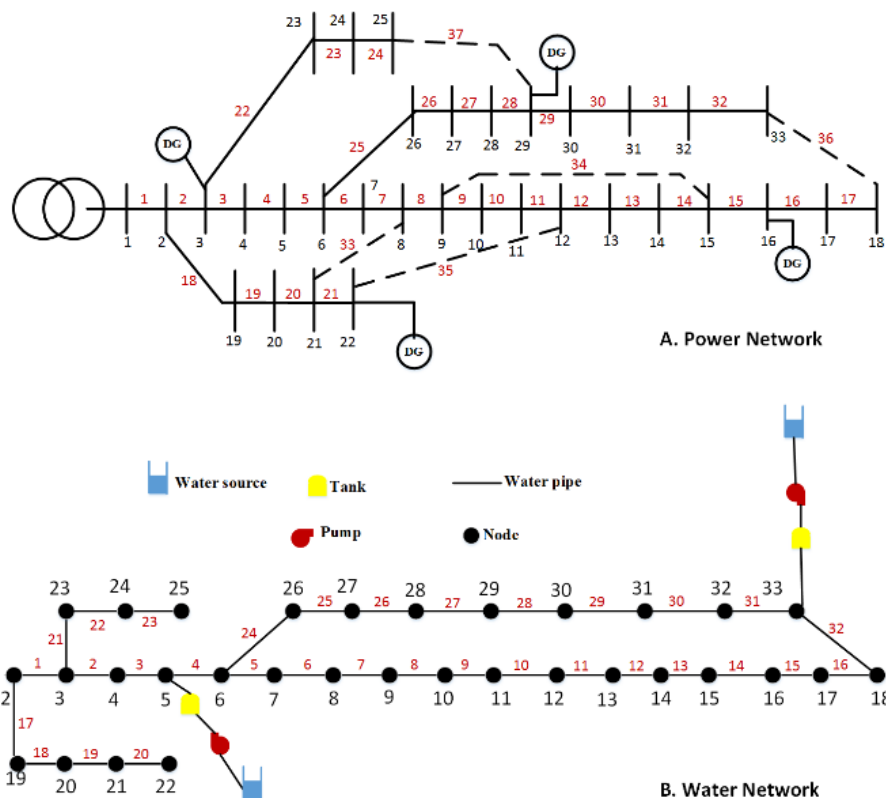 23 24 25 37
23 24
DG
22
26 27 28 29 30 31 32
26 27 28 29 30 31 32 33
DG
25 34 36
7
1 2 3 4 5 6 7 8 9 10 11 12 13 14 15 16 17
1 2 3 4 5 6 33 8 9 10 11 12 13 14 15 16 17 18
35
18 19 20 21
DG
19 20 21 22
DG
A. Power Network
Water source
Tank
Water pipe
Pump
Node
23 24 25 26 27 28 29 30 31 32 33
22 23 25 26 27 28 29 30 31
21 24 32
1 2 3 4 5 6 7 8 9 10 11 12 13 14 15 16
2 3 4 5 6 7 8 9 10 11 12 13 14 15 16 17 18
17
18 19 20
19 20 21 22
B. Water Network